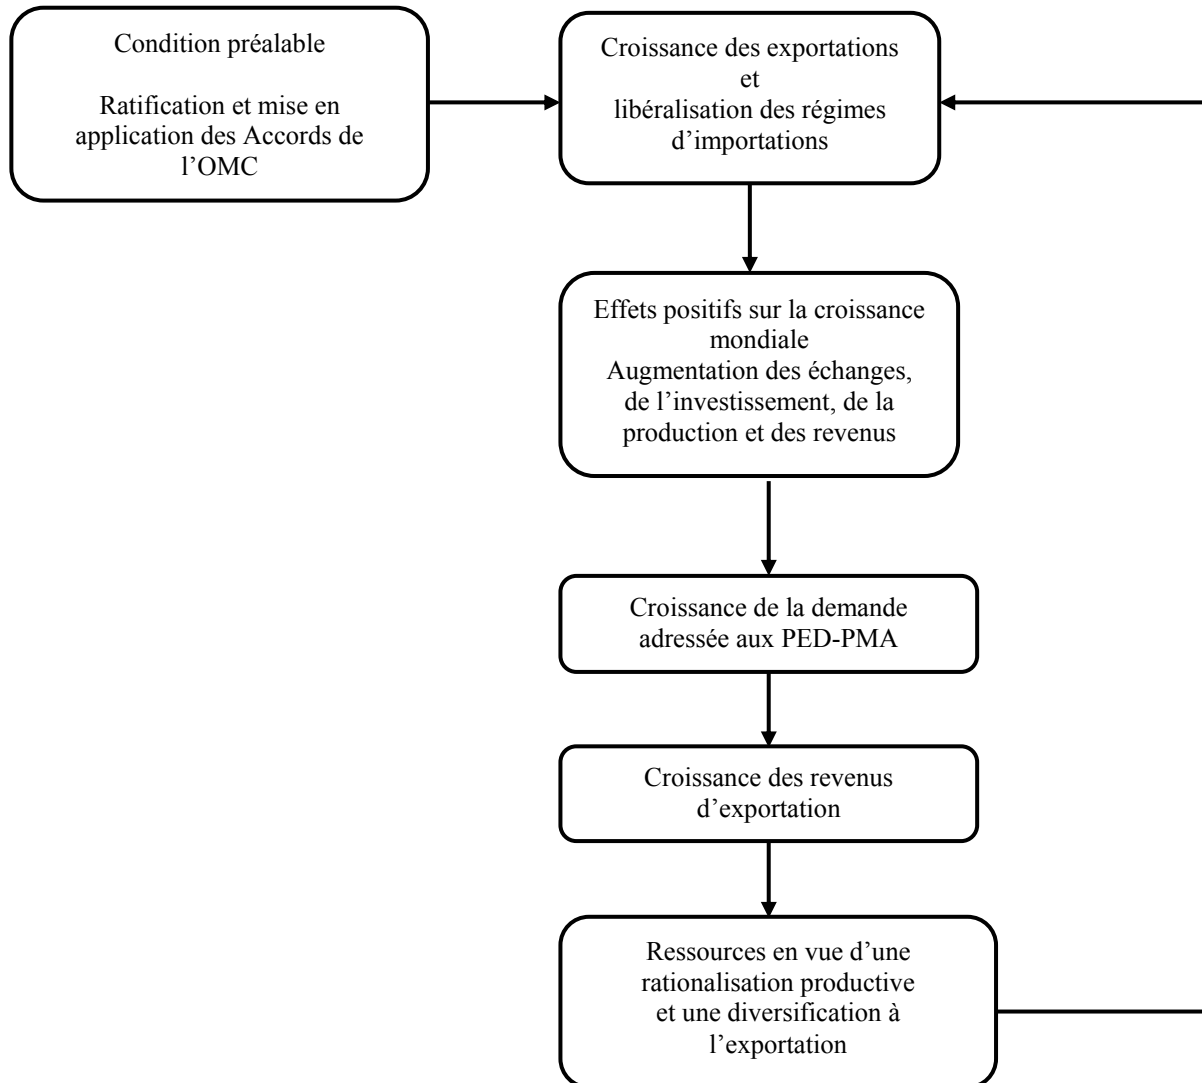 Condition préalable
Ratification et mise en
application des Accords de
l’OMC
Croissance des exportations
et
libéralisation des régimes
d’importations
Effets positifs sur la croissance
mondiale
Augmentation des échanges,
de l’investissement, de la
production et des revenus
Croissance de la demande
adressée aux PED-PMA
Croissance des revenus
d’exportation
Ressources en vue d’une
rationalisation productive
et une diversification à
l’exportation